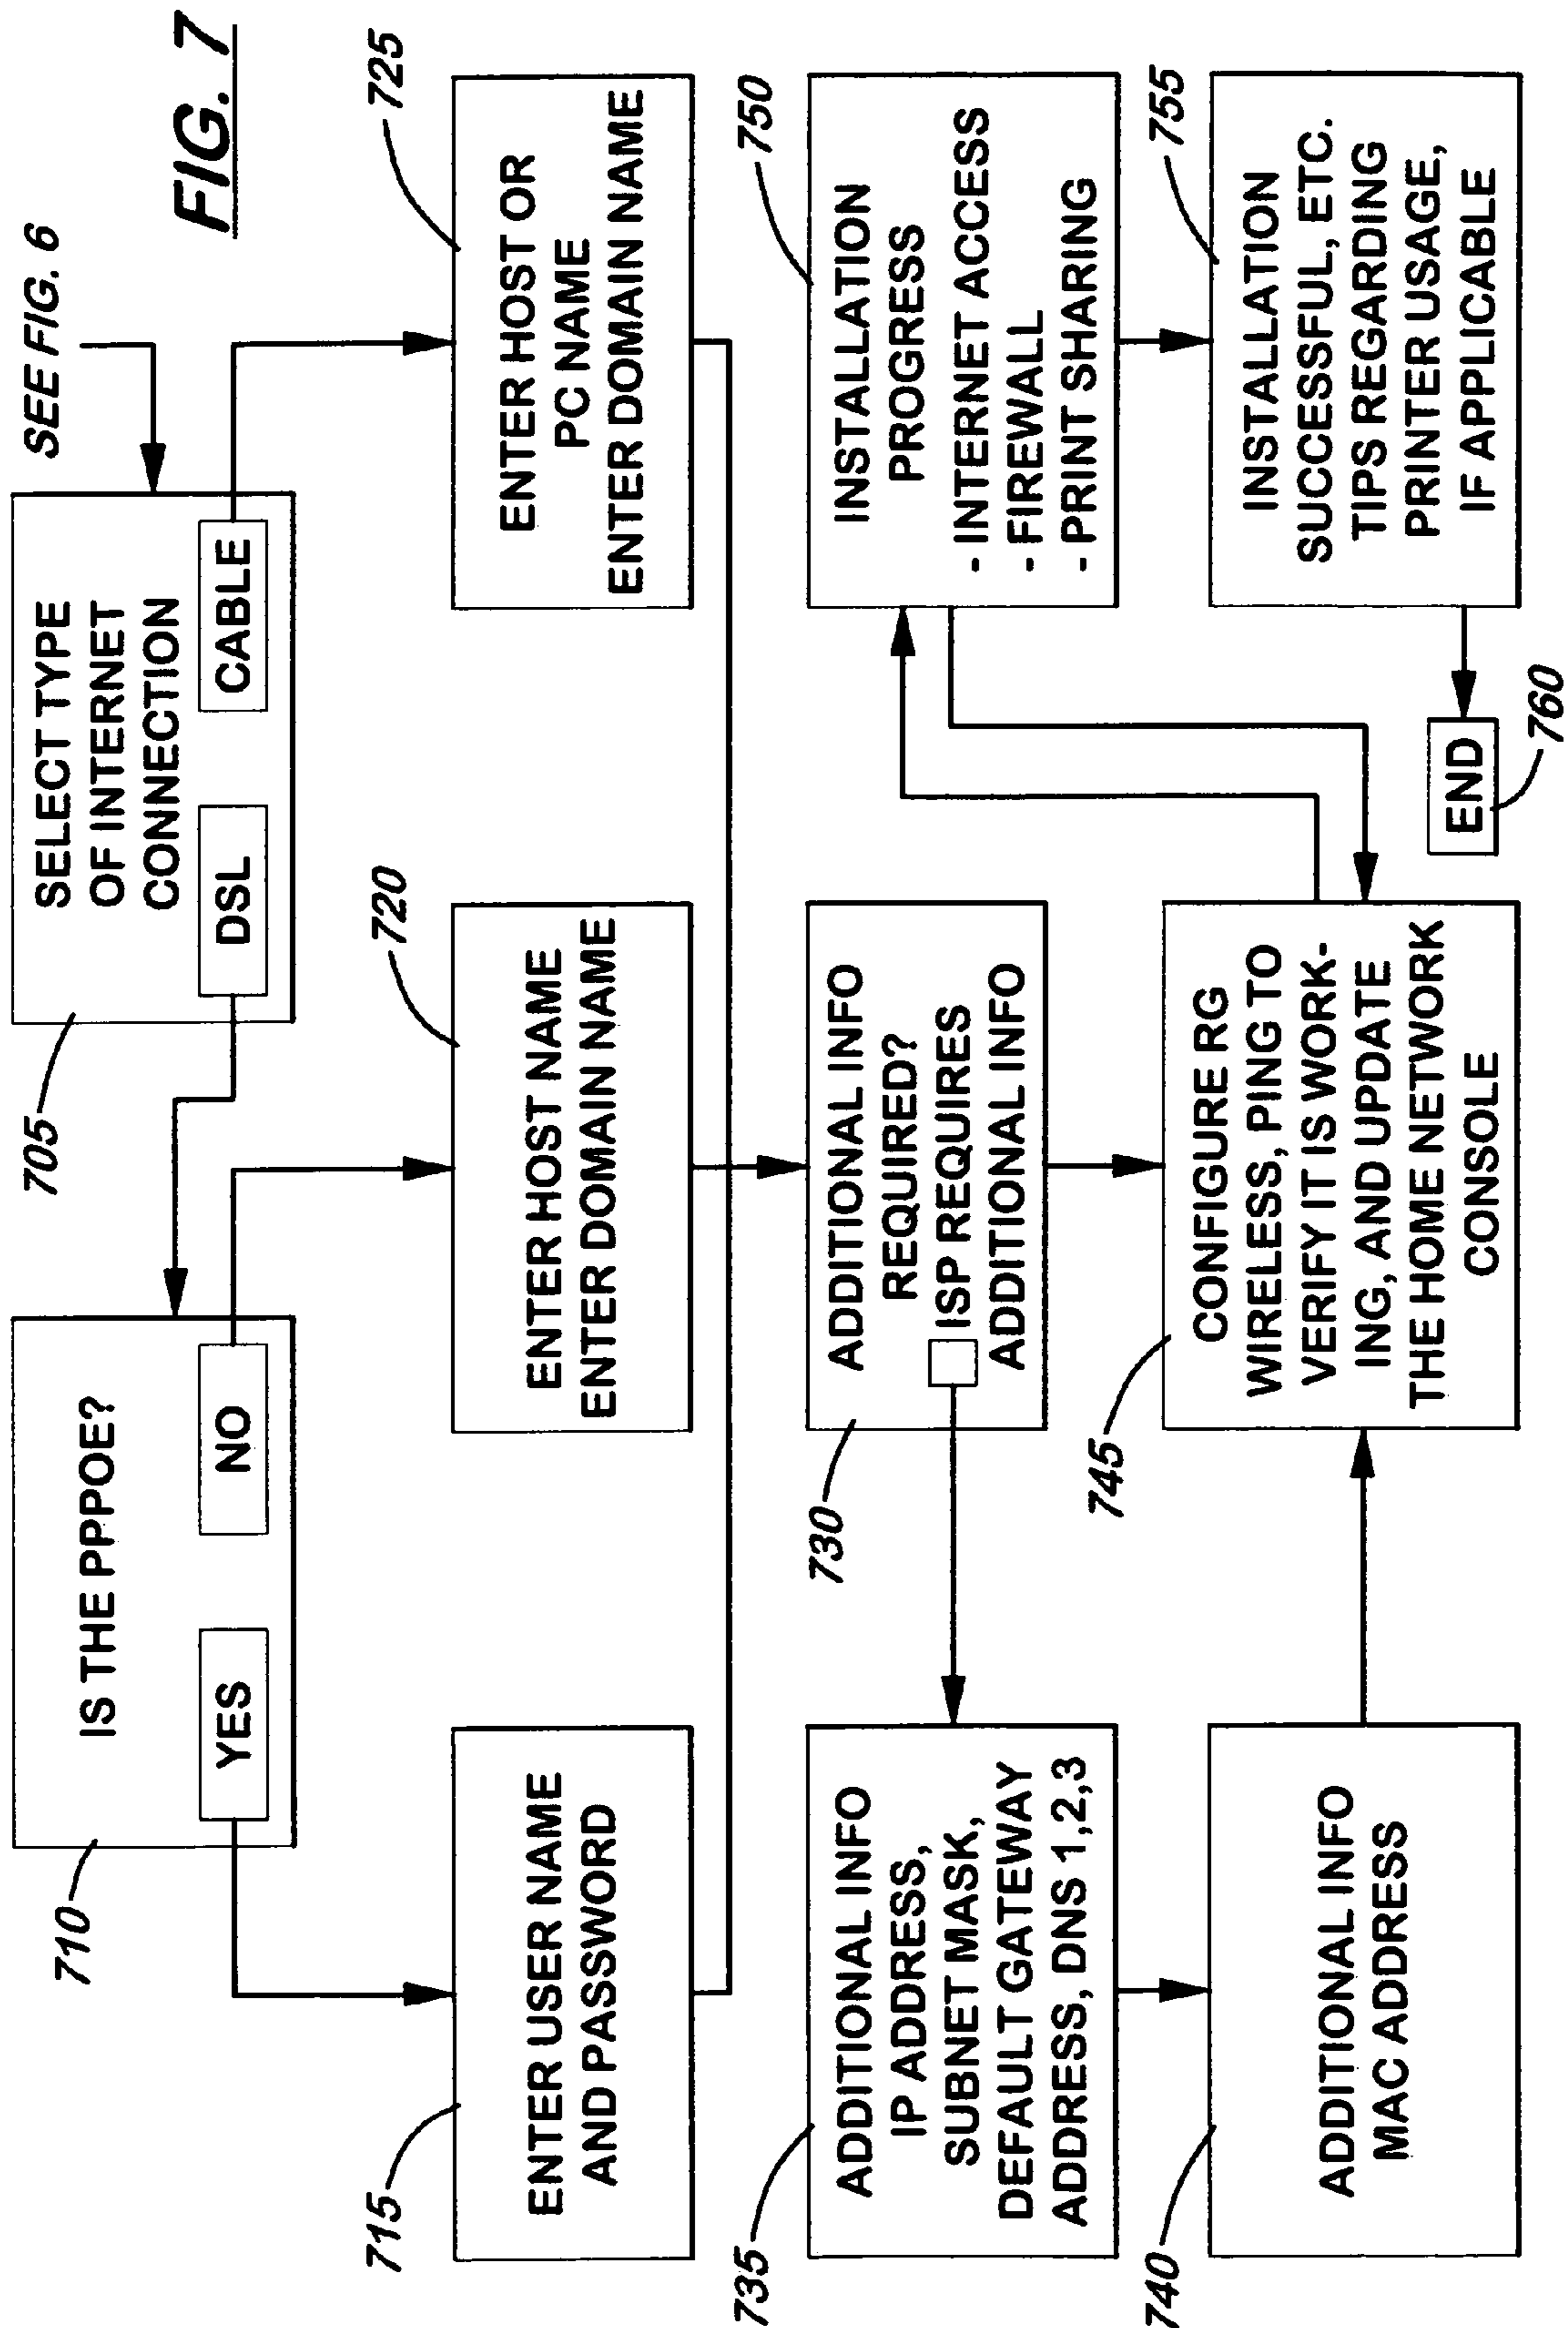 FIG. 7
SEE FIG. 6
705
SELECT TYPE
OF INTERNET
CONNECTION
DSL
CABLE
710
IS THE PPPOE?
YES
NO
715
ENTER USER NAME
AND PASSWORD
720
ENTER HOST NAME
ENTER DOMAIN NAME
725
ENTER HOST OR
PC NAME
ENTER DOMAIN NAME
730
ADDITIONAL INFO
REQUIRED?
ISP REQUIRES
ADDITIONAL INFO
735
ADDITIONAL INFO
IP ADDRESS,
SUBNET MASK,
DEFAULT GATEWAY
ADDRESS, DNS 1,2,3
740
ADDITIONAL INFO
MAC ADDRESS
745
CONFIGURE RG
WIRELESS, PING TO
VERIFY IT IS WORK-
ING, AND UPDATE
THE HOME NETWORK
CONSOLE
750
INSTALLATION
PROGRESS
- INTERNET ACCESS
- FIREWALL
- PRINT SHARING
755
INSTALLATION
SUCCESSFUL, ETC.
TIPS REGARDING
PRINTER USAGE,
IF APPLICABLE
END
760